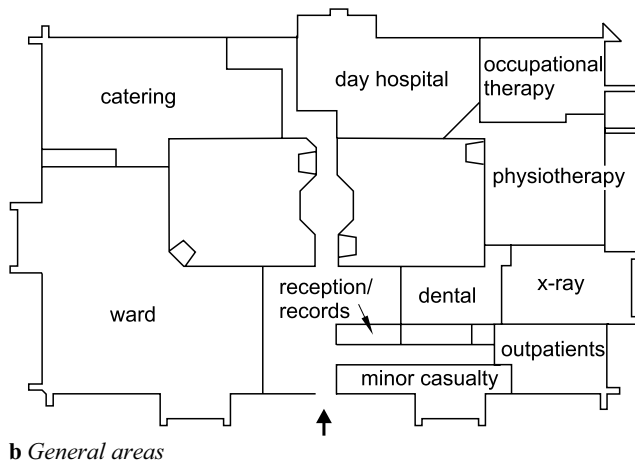 catering
day hospital
occupational
therapy
physiotherapy
ward
reception/
records
dental
x-ray
outpatients
minor casualty
b General areas